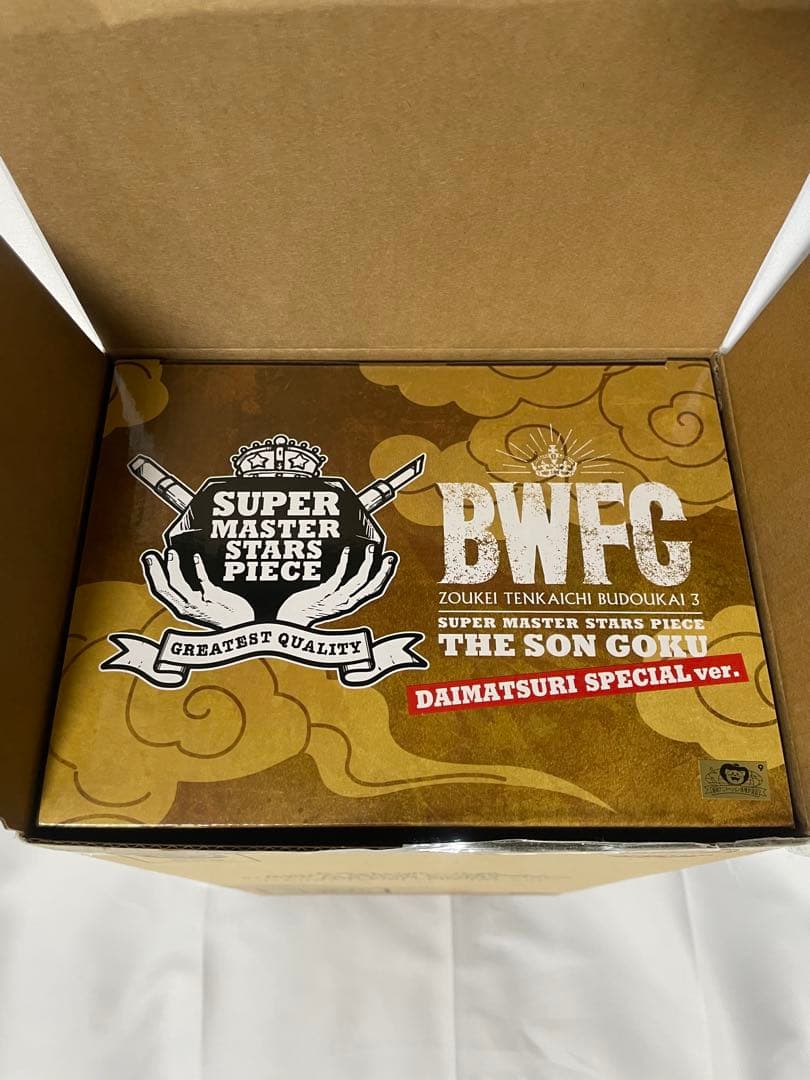 SUPER
MASTER
STARS
PIECE
GREATEST QUALITY
BWFC
ZOUKEI TENKAICHI BUDOUKAI 3
SUPER MASTER STARS PIECE
THE SON GOKU
DAIMATSURI SPECIAL ver.
9